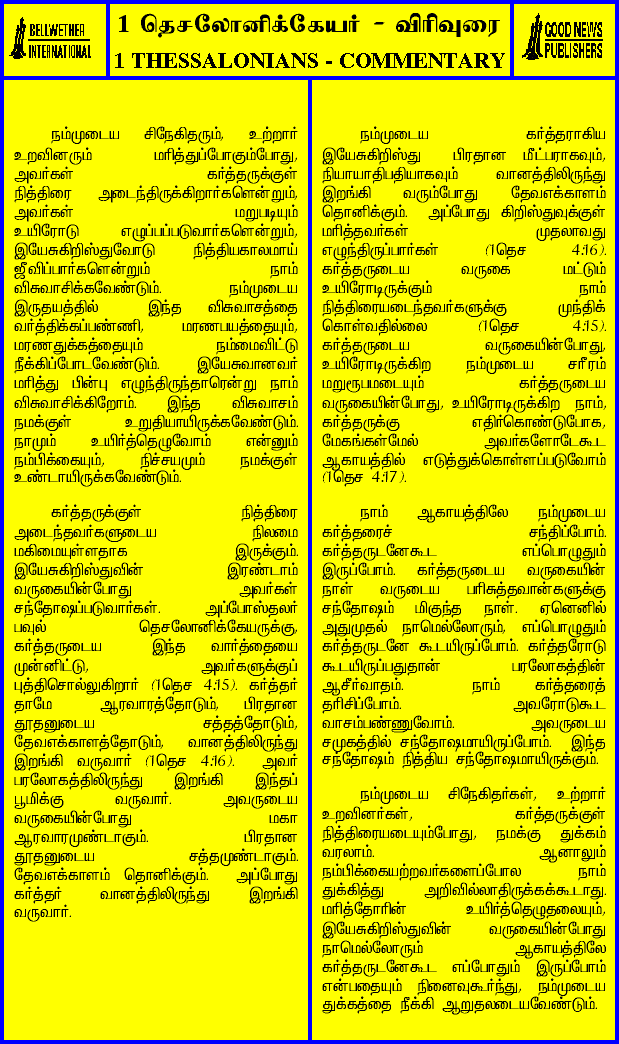 BELLWETHER
INTERNATIONAL
1 தெசலோனிக்கேயர் - விரிவுரை
1 THESSALONIANS - COMMENTARY
GOOD NEWS
PUBLISHERS
நம்முடைய சிநேகிதரும், உற்றார்
உறவினரும் மரித்துப்போகும்போது,
அவர்கள் கர்த்தருக்குள்
நித்திரை அடைந்திருக்கிறார்களென்றும்,
அவர்கள் மறுபடியும்
உயிரோடு எழுப்பப்படுவார்களென்றும்,
இயேசுகிறிஸ்துவோடு நித்தியகாலமாய்
ஜீவிப்பார்களென்றும் நாம்
விசுவாசிக்கவேண்டும். நம்முடைய
இருதயத்தில் இந்த விசுவாசத்தை
வர்த்திக்கப்பண்ணி, மரணபயத்தையும்,
மரணதுக்கத்தையும் நம்மைவிட்டு
நீக்கிப்போடவேண்டும். இயேசுவானவர்
மரித்து பின்பு எழுந்திருந்தாரென்று நாம்
விசுவாசிக்கிறோம். இந்த விசுவாசம்
நமக்குள் உறுதியாயிருக்கவேண்டும்.
நாமும் உயிர்த்தெழுவோம் என்னும்
நம்பிக்கையும், நிச்சயமும் நமக்குள்
உண்டாயிருக்கவேண்டும்.
கர்த்தருக்குள் நித்திரை
அடைந்தவர்களுடைய நிலமை
மகிமையுள்ளதாக இருக்கும்.
இயேசுகிறிஸ்துவின் இரண்டாம்
வருகையின்போது அவர்கள்
சந்தோஷப்படுவார்கள். அப்போஸ்தலர்
பவுல் தெசலோனிக்கேயருக்கு,
கர்த்தருடைய இந்த வார்த்தையை
முன்னிட்டு, அவர்களுக்குப்
புத்திசொல்லுகிறார் (1தெச 4:15). கர்த்தர்
தாமே ஆரவாரத்தோடும், பிரதான
தூதனுடைய சத்தத்தோடும்,
தேவஎக்காளத்தோடும், வானத்திலிருந்து
இறங்கி வருவார் (1தெச 4:16). அவர்
பரலோகத்திலிருந்து இறங்கி இந்தப்
பூமிக்கு வருவார். அவருடைய
வருகையின்போது மகா
ஆரவாரமுண்டாகும். பிரதான
தூதனுடைய சத்தமுண்டாகும்.
தேவஎக்காளம் தொனிக்கும். அப்போது
கர்த்தர் வானத்திலிருந்து இறங்கி
வருவார்.
நம்முடைய கர்த்தராகிய
இயேசுகிறிஸ்து பிரதான மீட்பராகவும்,
நியாயாதிபதியாகவும் வானத்திலிருந்து
இறங்கி வரும்போது தேவஎக்காளம்
தொனிக்கும். அப்போது கிறிஸ்துவுக்குள்
மரித்தவர்கள் முதலாவது
எழுந்திருப்பார்கள் (1தெச 4:16).
கர்த்தருடைய வருகை மட்டும்
உயிரோடிருக்கும் நாம்
நித்திரையடைந்தவர்களுக்கு முந்திக்
கொள்வதில்லை (1தெச 4:15).
கர்த்தருடைய வருகையின்போது,
உயிரோடிருக்கிற நம்முடைய சரீரம்
மறுரூபமடையும் கர்த்தருடைய
வருகையின்போது, உயிரோடிருக்கிற நாம்,
கர்த்தருக்கு எதிர்கொண்டுபோக,
மேகங்கள்மேல் அவர்களோடேகூட
ஆகாயத்தில் எடுத்துக்கொள்ளப்படுவோம்
(1தெச 4:17).
நாம் ஆகாயத்திலே நம்முடைய
கர்த்தரைச் சந்திப்போம்.
கர்த்தருடனேகூட எப்பொழுதும்
இருப்போம். கர்த்தருடைய வருகையின்
நாள் வருடைய பரிசுத்தவான்களுக்கு
சந்தோஷம் மிகுந்த நாள். ஏனெனில்
அதுமுதல் நாமெல்லோரும், எப்பொழுதும்
கர்த்தருடனே கூடயிருப்போம். கர்த்தரோடு
கூடயிருப்பதுதான் பரலோகத்தின்
ஆசீர்வாதம். நாம் கர்த்தரைத்
தரிசிப்போம். அவரோடுகூட
வாசம்பண்ணுவோம். அவருடைய
சமுகத்தில் சந்தோஷமாயிருப்போம். இந்த
சந்தோஷம் நித்திய சந்தோஷமாயிருக்கும்.
நம்முடைய சிநேகிதர்கள், உற்றார்
உறவினர்கள், கர்த்தருக்குள்
நித்திரையடையும்போது, நமக்கு துக்கம்
வரலாம். ஆனாலும்
நம்பிக்கையற்றவர்களைப்போல நாம்
துக்கித்து அறிவில்லாதிருக்கக்கூடாது.
மரித்தோரின் உயிர்த்தெழுதலையும்,
இயேசுகிறிஸ்துவின் வருகையின்போது
நாமெல்லோரும் ஆகாயத்திலே
கர்த்தருடனேகூட எப்போதும் இருப்போம்
என்பதையும் நினைவுகூர்ந்து, நம்முடைய
துக்கத்தை நீக்கி ஆறுதலடையவேண்டும்.